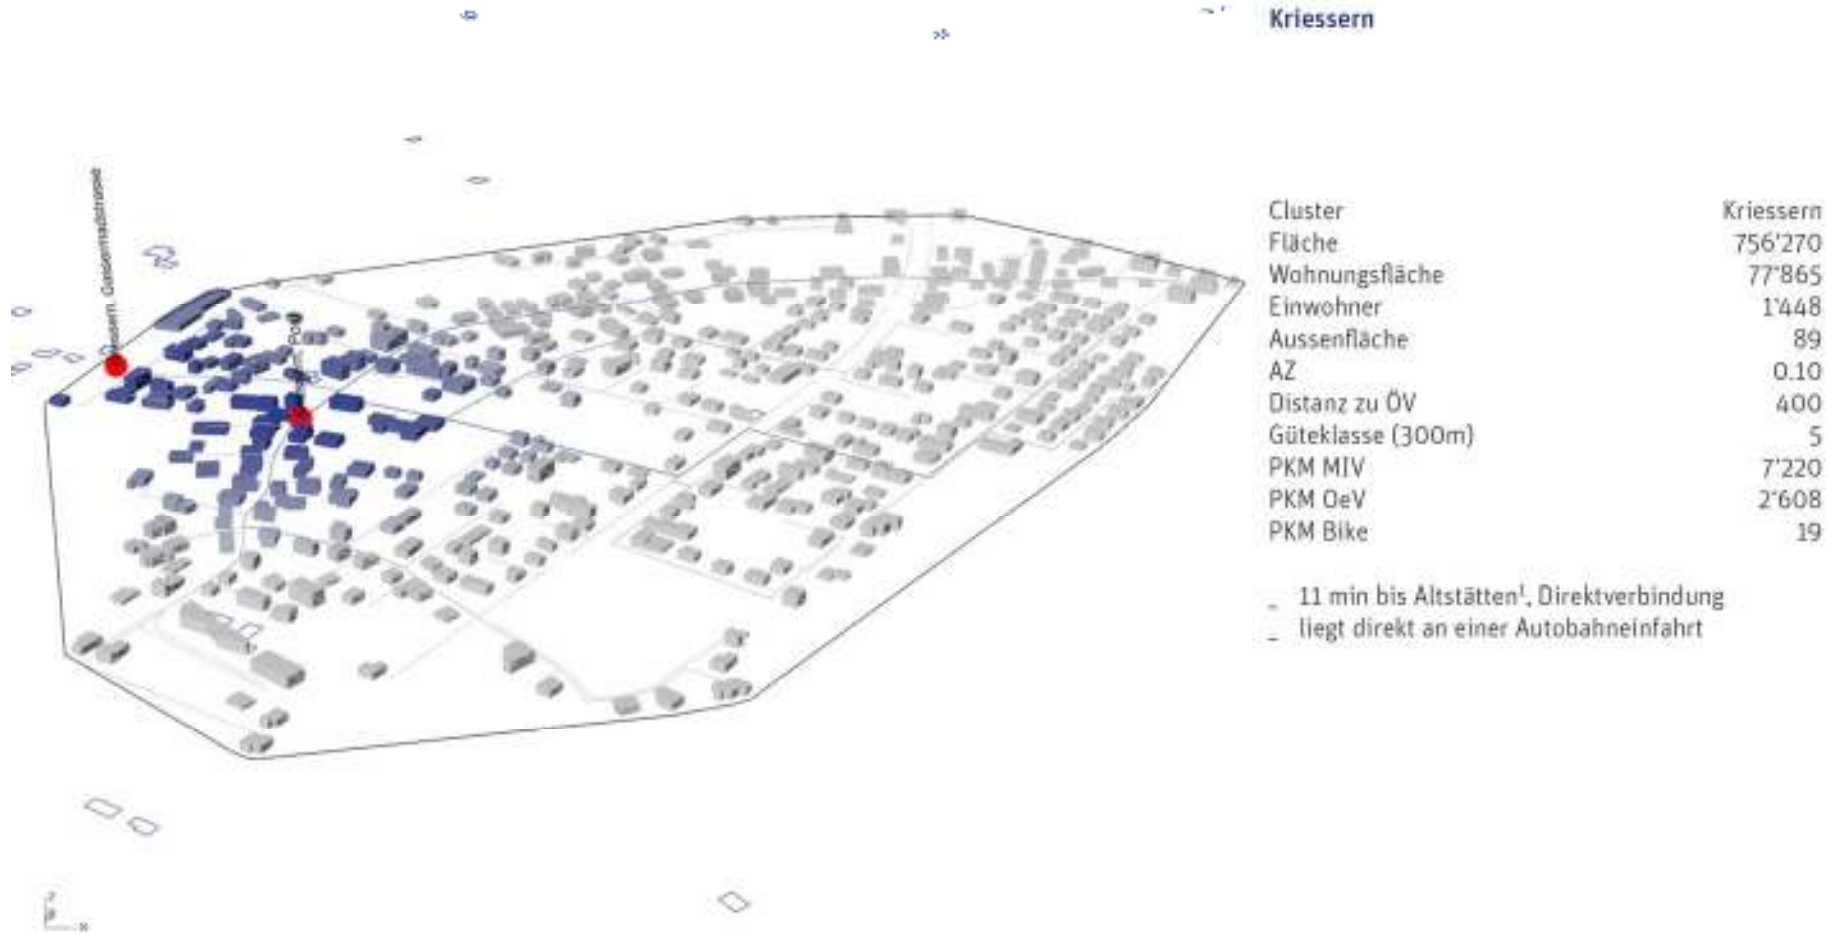 Kriessern
Cluster Kriessern
Fläche 756'270
Wohnungsfläche 77'865
Einwohner 1'448
Aussenfläche 89
AZ 0.10
Distanz zu ÖV 400
Güteklasse (300m) 5
PKM MIV 7'220
PKM OeV 2'608
PKM Bike 19
_ 11 min bis Altstätten¹, Direktverbindung
_ liegt direkt an einer Autobahneinfahrt